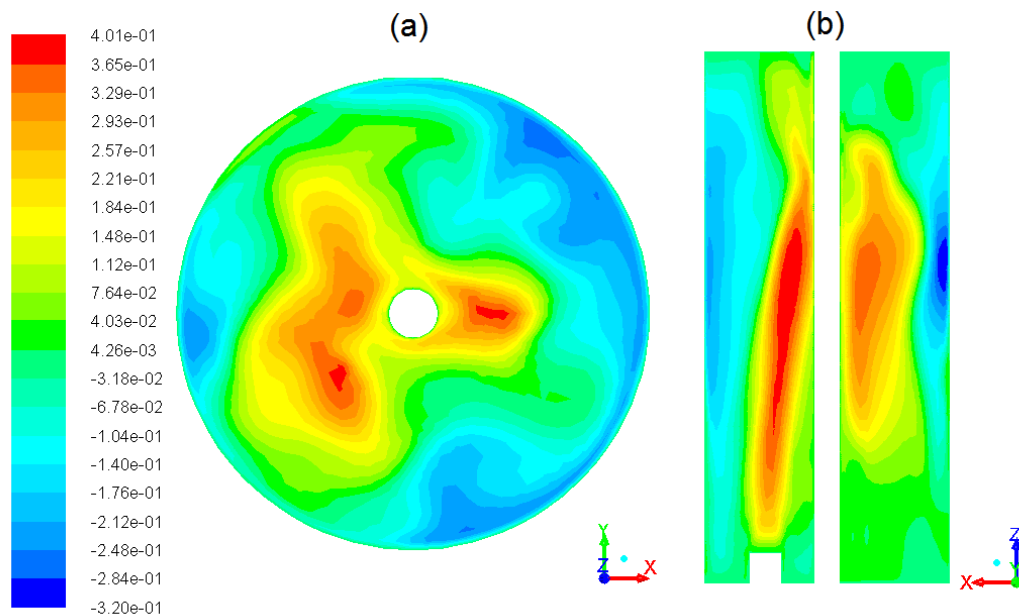 (a)
(b)
4.01e-01
3.65e-01
3.29e-01
2.93e-01
2.57e-01
2.21e-01
1.84e-01
1.48e-01
1.12e-01
7.64e-02
4.03e-02
4.26e-03
-3.18e-02
-6.78e-02
-1.04e-01
-1.40e-01
-1.76e-01
-2.12e-01
-2.48e-01
-2.84e-01
-3.20e-01
Y
Z
X
Z
X
Y